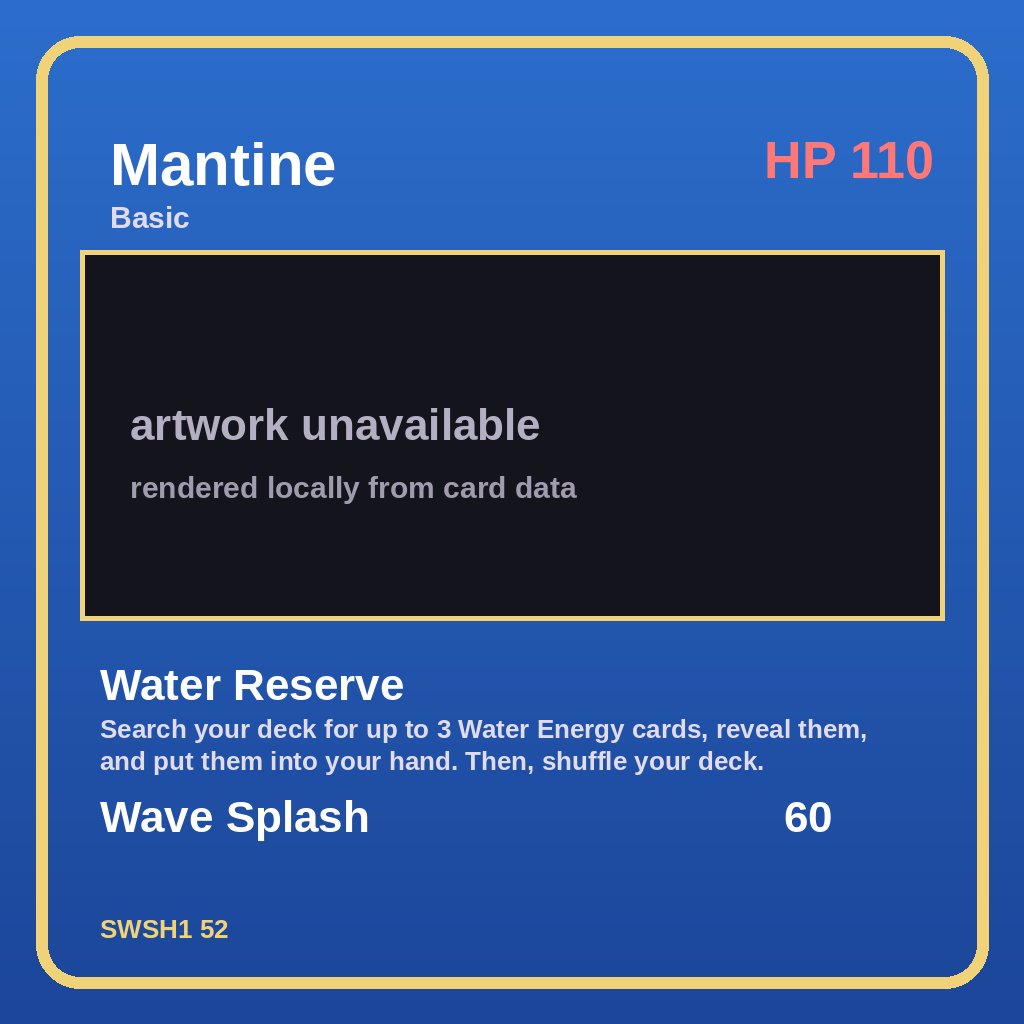 Mantine
HP 110
Basic
artwork unavailable
rendered locally from card data
Water Reserve
Search your deck for up to 3 Water Energy cards, reveal them,
and put them into your hand. Then, shuffle your deck.
Wave Splash 60
SWSH1 52